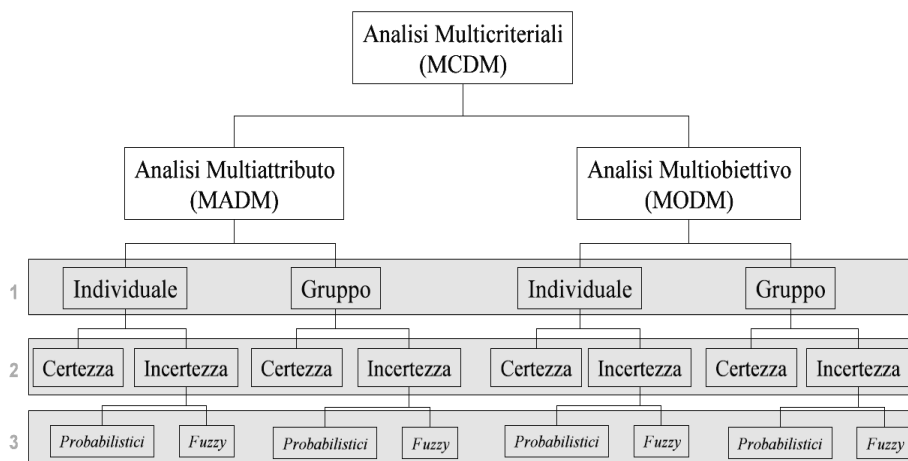 Analisi Multicriteriali
(MCDM)
Analisi Multiattributo
(MADM)
Analisi Multiobiettivo
(MODM)
1 Individuale Gruppo Individuale Gruppo
2 Certezza Incertezza Certezza Incertezza Certezza Incertezza Certezza Incertezza
3 Probabilistici Fuzzy Probabilistici Fuzzy Probabilistici Fuzzy Probabilistici Fuzzy